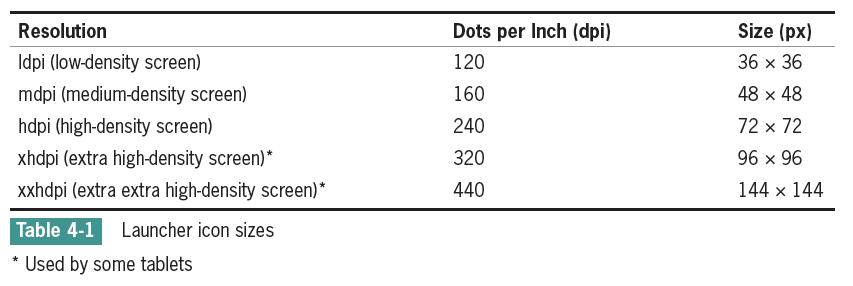 Resolution Dots per Inch (dpi) Size (px)
ldpi (low-density screen) 120 36 × 36
mdpi (medium-density screen) 160 48 × 48
hdpi (high-density screen) 240 72 × 72
xhdpi (extra high-density screen)* 320 96 × 96
xxhdpi (extra extra high-density screen)* 440 144 × 144
Table 4-1 Launcher icon sizes
* Used by some tablets